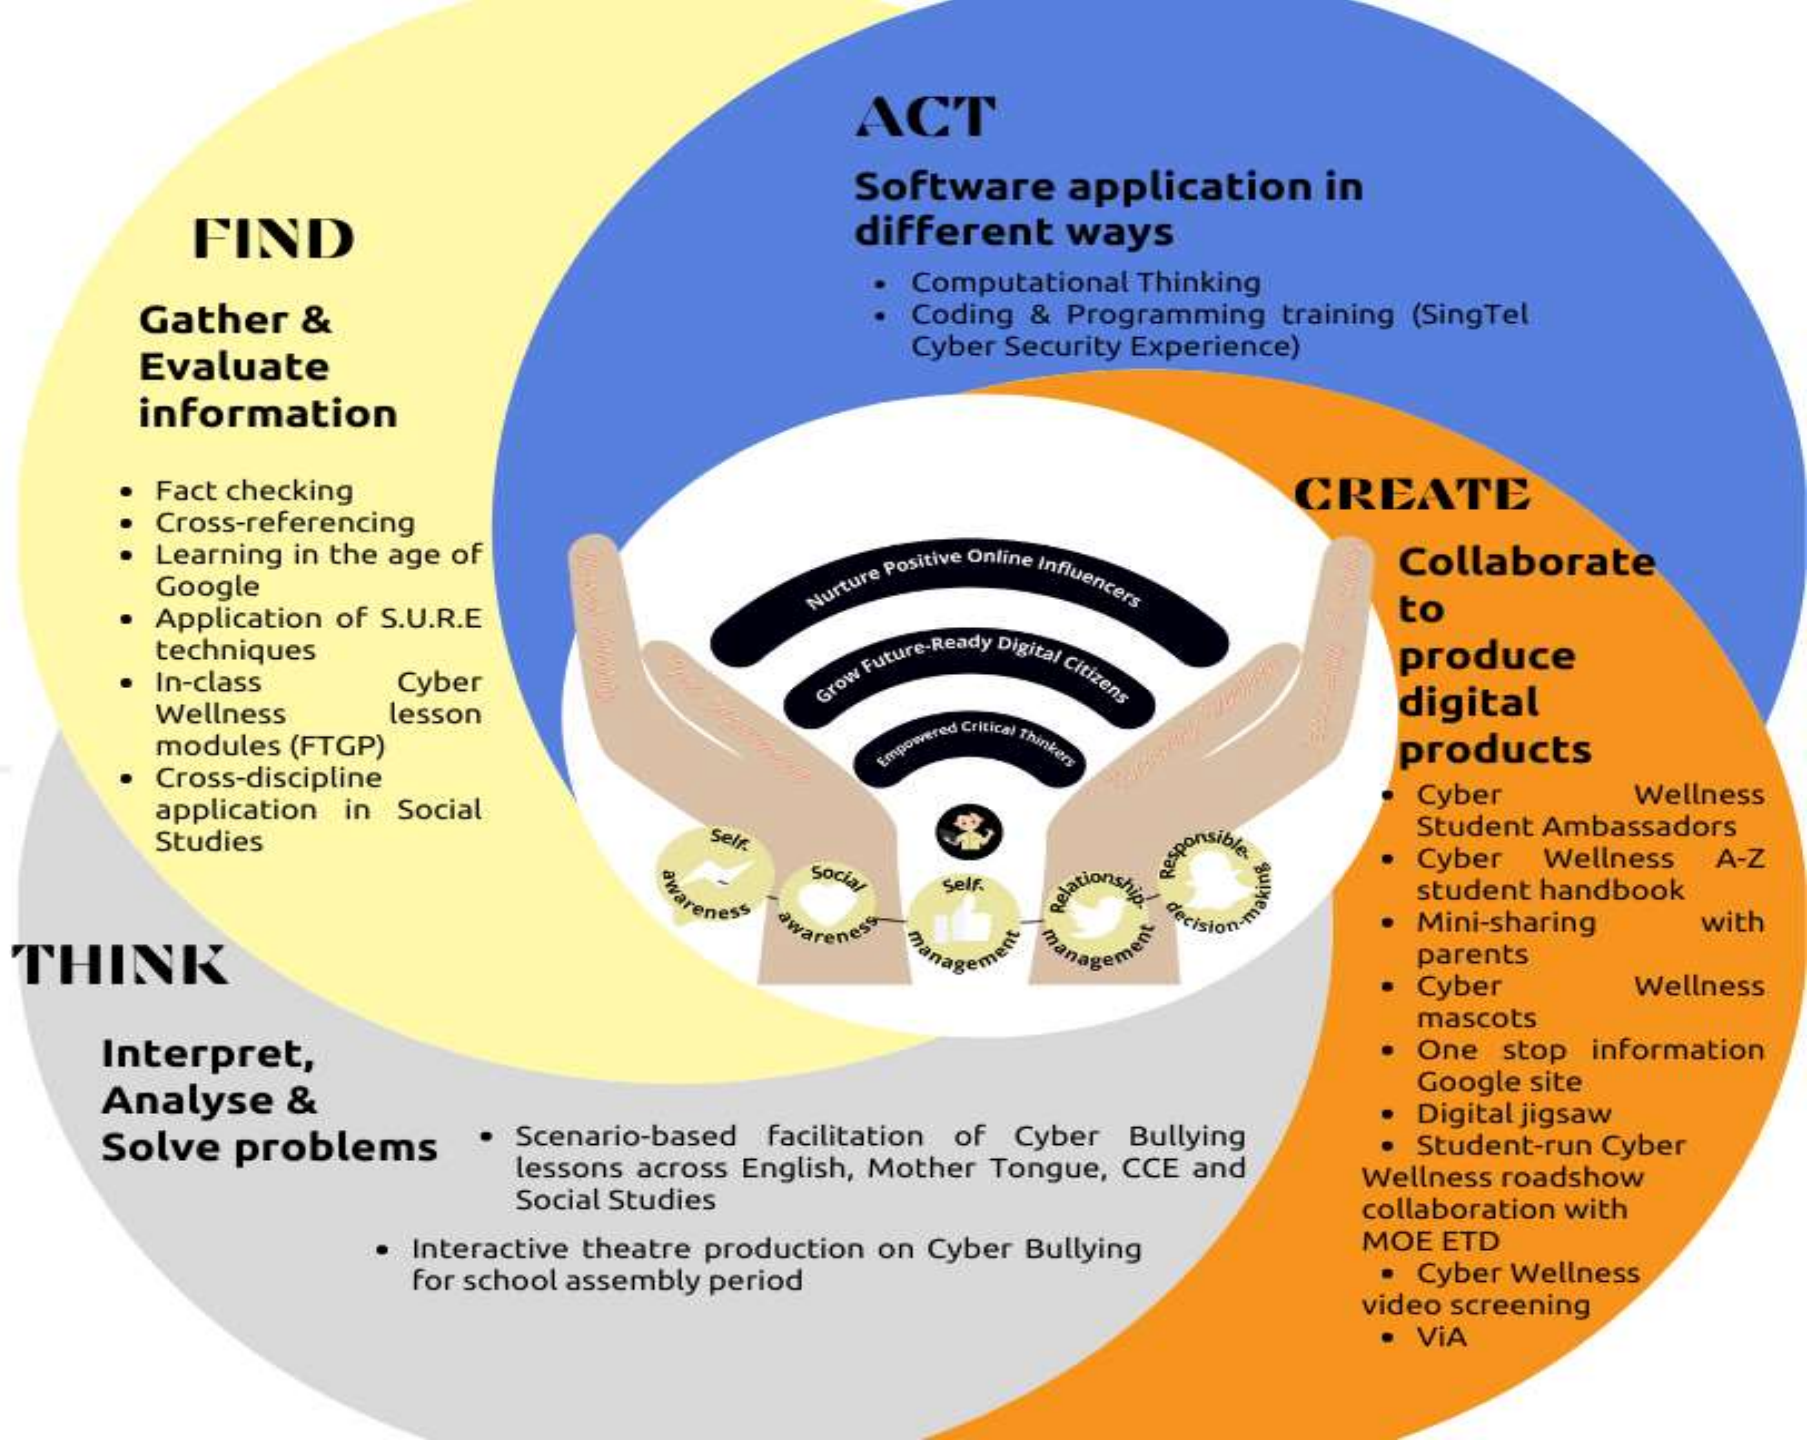 FIND
Gather &
Evaluate
information
• Fact checking
• Cross-referencing
• Learning in the age of
Google
• Application of S.U.R.E
techniques
• In-class Cyber
Wellness lesson
modules (FTGP)
• Cross-discipline
application in Social
Studies
THINK
Interpret,
Analyse &
Solve problems
• Scenario-based facilitation of Cyber Bullying
lessons across English, Mother Tongue, CCE and
Social Studies
• Interactive theatre production on Cyber Bullying
for school assembly period
ACT
Software application in
different ways
• Computational Thinking
• Coding & Programming training (SingTel
Cyber Security Experience)
CREATE
Collaborate
to
produce
digital
products
• Cyber Wellness
Student Ambassadors
• Cyber Wellness A-Z
student handbook
• Mini-sharing with
parents
• Cyber Wellness
mascots
• One stop information
Google site
• Digital jigsaw
• Student-run Cyber
Wellness roadshow
collaboration with
MOE ETD
• Cyber Wellness
video screening
• ViA
Nurture Positive Online Influencers
Grow Future-Ready Digital Citizens
Empowered Critical Thinkers
Self-
awareness
Social
awareness
Self-
management
Relationship-
management
Responsible-
decision-making